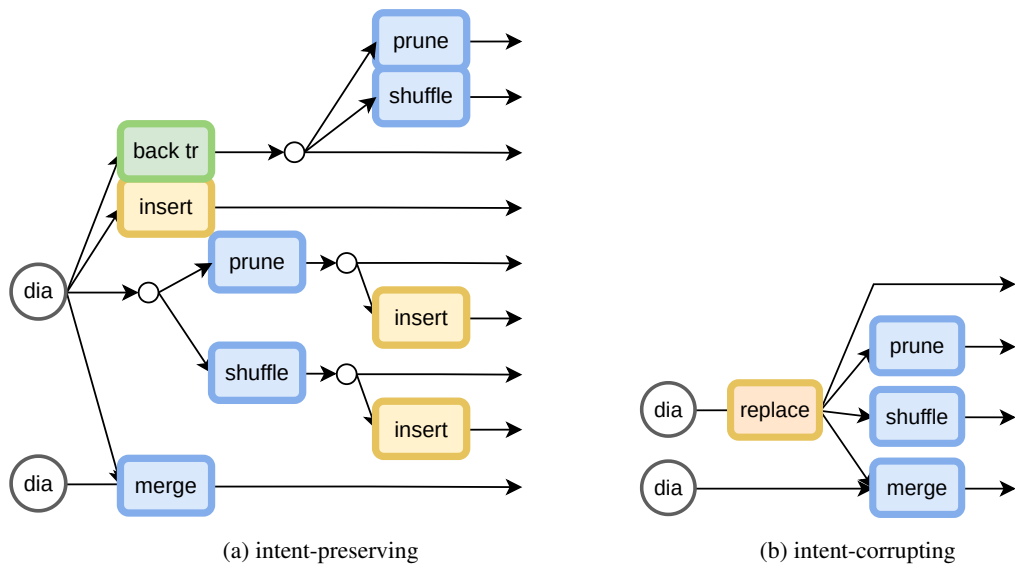 prune
shuffle
back tr
insert
prune
dia
insert
shuffle
insert
dia
merge
(a) intent-preserving
prune
dia
replace
shuffle
dia
merge
(b) intent-corrupting